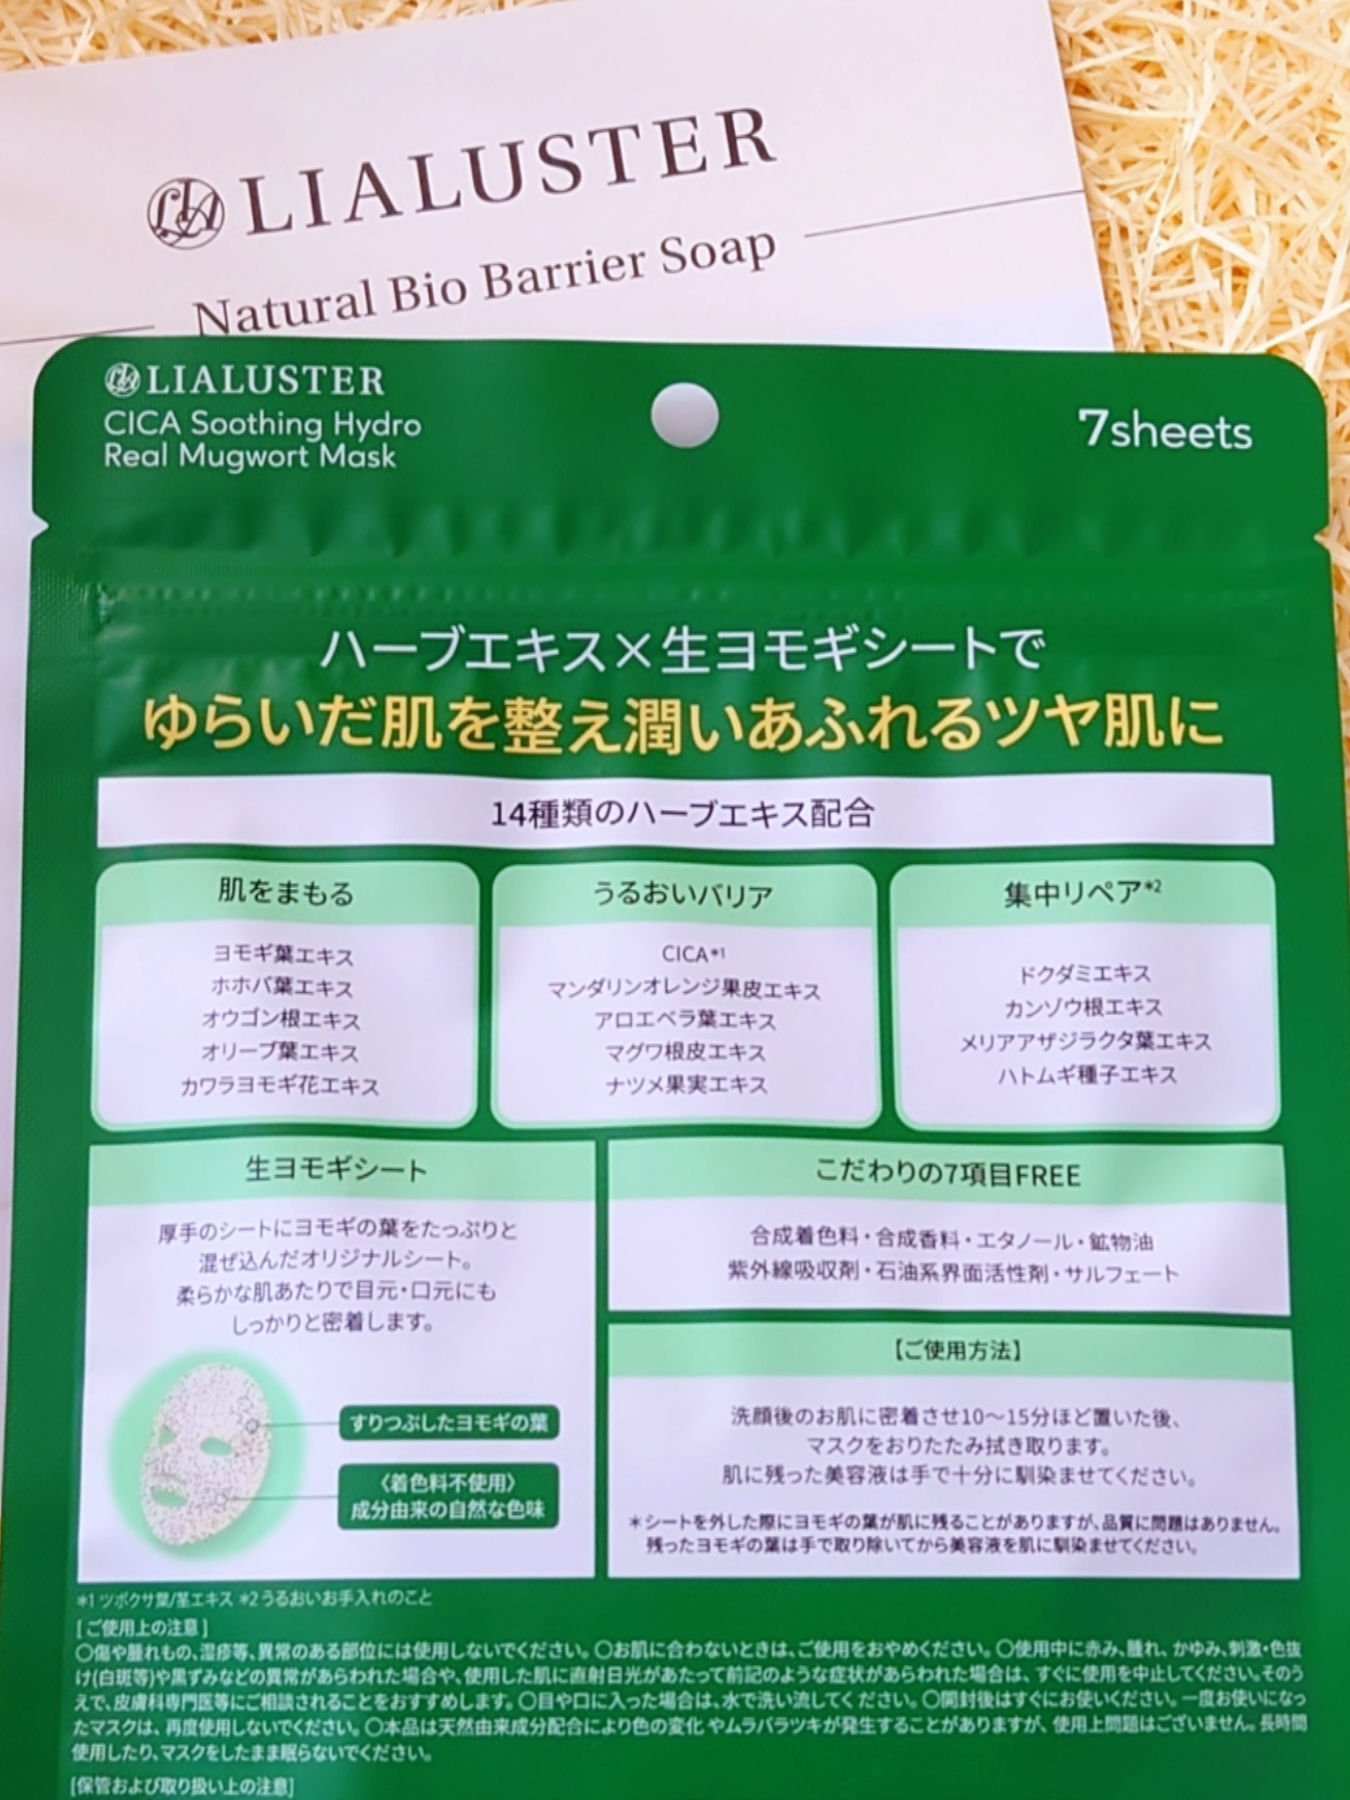 LIALUSTER
Natural Bio Barrier Soap
LIALUSTER
CICA Soothing Hydro
Real Mugwort Mask
7sheets
ハーブエキス×生ヨモギシートで
ゆらいだ肌を整え潤いあふれるツヤ肌に
14種類のハーブエキス配合
肌をまもる
ヨモギ葉エキス
ホホバ葉エキス
オウゴン根エキス
オリーブ葉エキス
カワラヨモギ花エキス
うるおいバリア
CICA*1
マンダリンオレンジ果皮エキス
アロエベラ葉エキス
マグワ根皮エキス
ナツメ果実エキス
集中リペア*2
ドクダミエキス
カンゾウ根エキス
メリアアザジラクタ葉エキス
ハトムギ種子エキス
生ヨモギシート
厚手のシートにヨモギの葉をたっぷりと
混ぜ込んだオリジナルシート。
柔らかな肌あたりで目元・口元にも
しっかりと密着します。
すりつぶしたヨモギの葉
〈着色料不使用〉
成分由来の自然な色味
こだわりの7項目FREE
合成着色料・合成香料・エタノール・鉱物油
紫外線吸収剤・石油系界面活性剤・サルフェート
【ご使用方法】
洗顔後のお肌に密着させ10〜15分ほど置いた後、
マスクをおりたたみ拭き取ります。
肌に残った美容液は手で十分に馴染ませてください。
＊シートを外した際にヨモギの葉が肌に残ることがありますが、品質に問題はありません。
残ったヨモギの葉は手で取り除いてから美容液を肌に馴染ませてください。
*1 ツボクサ葉/茎エキス *2 うるおいお手入れのこと
[ご使用上の注意]
〇傷や腫れもの、湿疹等、異常のある部位には使用しないでください。〇お肌に合わないときは、ご使用をおやめください。〇使用中に赤み、腫れ、かゆみ、刺激・色抜
け(白斑等)や黒ずみなどの異常があらわれた場合や、使用した肌に直射日光があたって前記のような症状があらわれた場合は、すぐに使用を中止してください。そのう
えで、皮膚科専門医等にご相談されることをおすすめします。〇目や口に入った場合は、水で洗い流してください。〇開封後はすぐにお使いください。一度お使いになっ
たマスクは、再度使用しないでください。〇本品は天然由来成分配合により色の変化やムラバラツキが発生することがありますが、使用上問題はございません。長時間
使用したり、マスクをしたまま眠らないでください。
[保管および取り扱い上の注意]